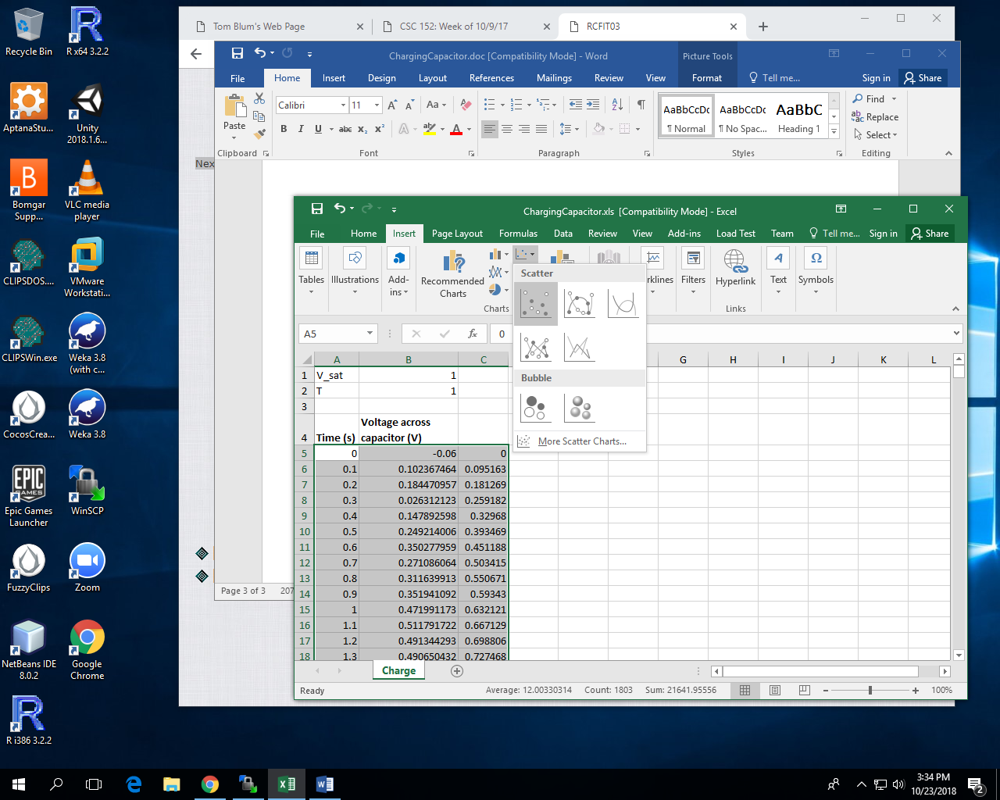 Recycle Bin
R x64 3.2.2
AptanaStu...
Unity
2018.1.6...
Bomgar
Supp...
VLC media
player
CLIPSDOS....
VMware
Workstati...
CLIPSWin.exe
Weka 3.8
(with c...
CocosCrea...
Weka 3.8
Epic Games
Launcher
WinSCP
FuzzyClips
Zoom
NetBeans IDE
8.0.2
Google
Chrome
R i386 3.2.2
Tom Blum's Web Page
CSC 152: Week of 10/9/17
RCFIT03
Nex
ChargingCapacitor.doc [Compatibility Mode] - Word
Picture Tools
File
Home
Insert
Design
Layout
References
Mailings
Review
View
Format
Tell me...
Sign in
Share
Paste
Calibri
11
AaBbCcDc
¶ Normal
AaBbCcDc
¶ No Spac...
AaBbC
Heading 1
Find
Replace
Select
Clipboard
Font
Paragraph
Styles
Editing
Page 3 of 3
207
ChargingCapacitor.xls [Compatibility Mode] - Excel
File
Home
Insert
Page Layout
Formulas
Data
Review
View
Add-ins
Load Test
Team
Tell me...
Sign in
Share
Tables
Illustrations
Add-
ins
Recommended
Charts
Charts
rklines
Filters
Hyperlink
Links
Text
Symbols
Scatter
Bubble
More Scatter Charts...
A5
fx
0
A B C G H I J K L
1 V_sat 1
2 T 1
3
4 Time (s) Voltage across
capacitor (V)
5 0 -0.06 0
6 0.1 0.102367464 0.095163
7 0.2 0.184470957 0.181269
8 0.3 0.026312123 0.259182
9 0.4 0.147892598 0.32968
10 0.5 0.249214006 0.393469
11 0.6 0.350277959 0.451188
12 0.7 0.271086064 0.503415
13 0.8 0.311639913 0.550671
14 0.9 0.351941092 0.59343
15 1 0.471991173 0.632121
16 1.1 0.511791722 0.667129
17 1.2 0.491344293 0.698806
18 1.3 0.490650432 0.727468
Charge
Ready
Average: 12.00330314
Count: 1803
Sum: 21641.95556
100%
3:34 PM
10/23/2018
2